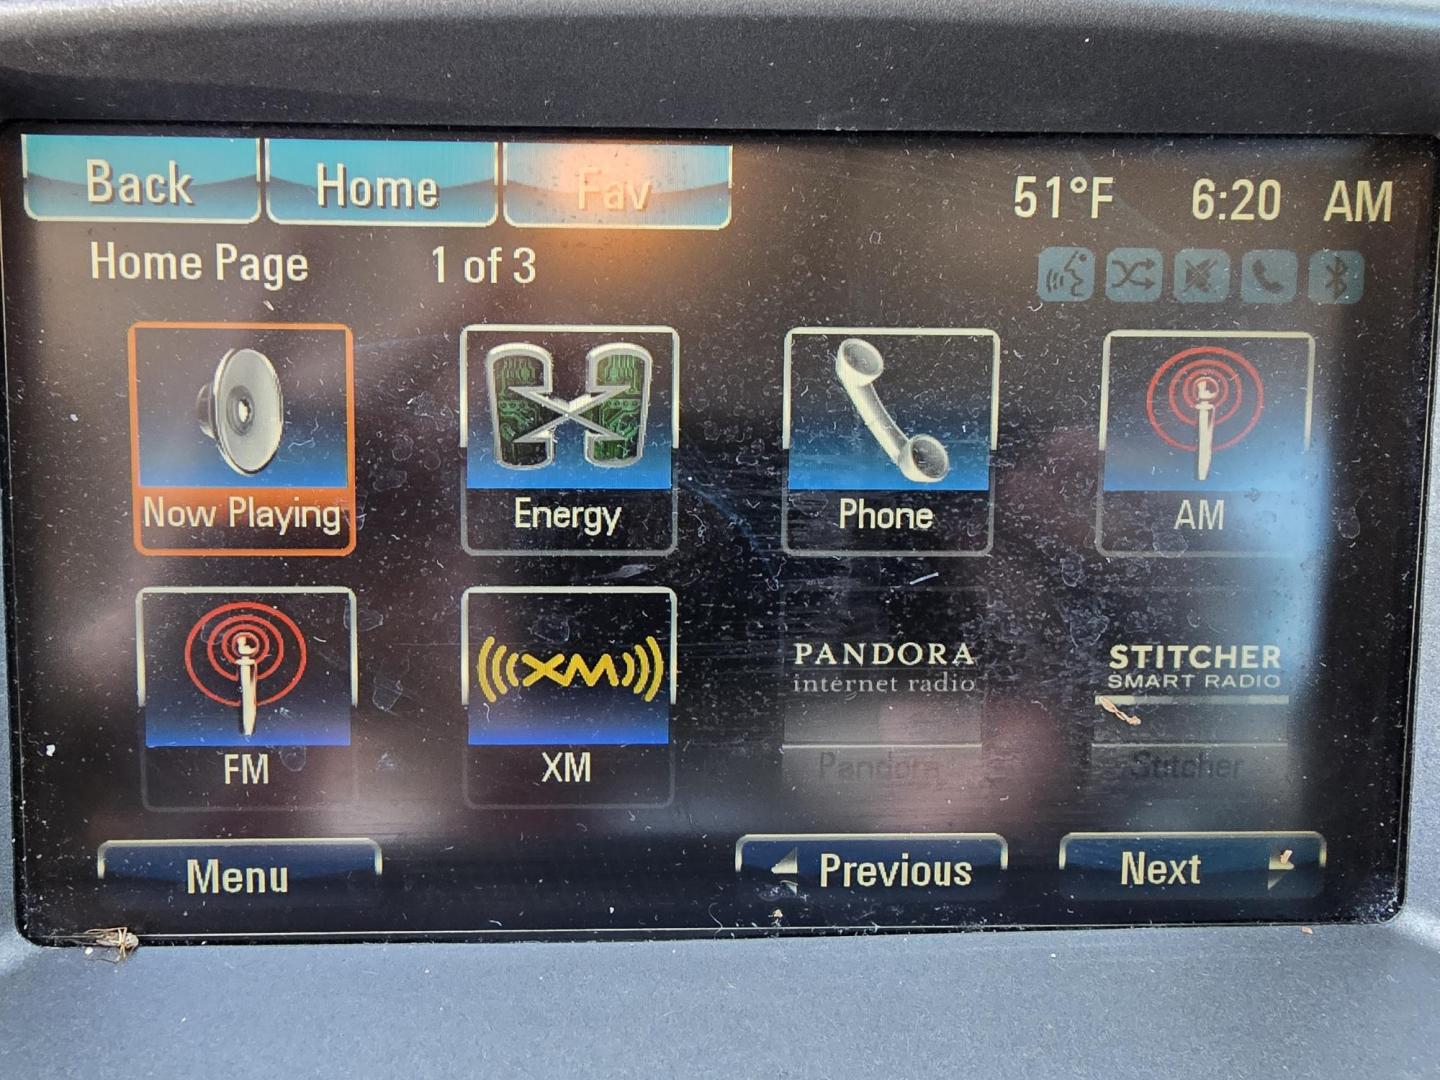 Back Home Fav 51°F 6:20 AM
Home Page 1 of 3
Now Playing Energy Phone AM
PANDORA STITCHER
internet radio SMART RADIO
XM
FM XM Pandora Stitcher
Menu Previous Next